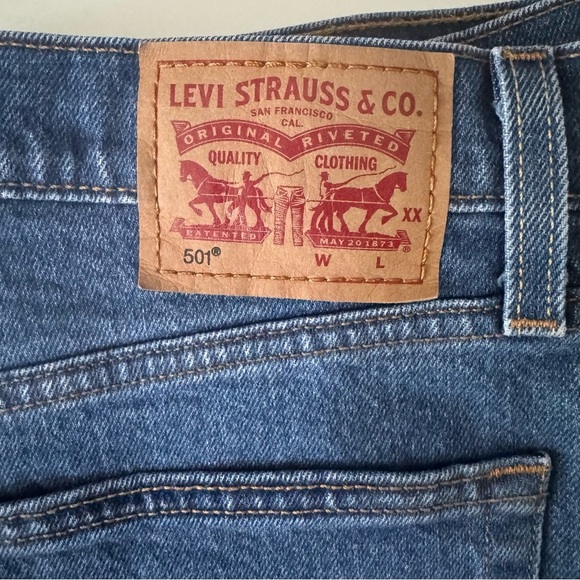 LEVI STRAUSS & CO.
SAN FRANCISCO
CAL.
ORIGINAL RIVETED
QUALITY CLOTHING
XX
PATENTED MAY 20 1873 ®
501® W L